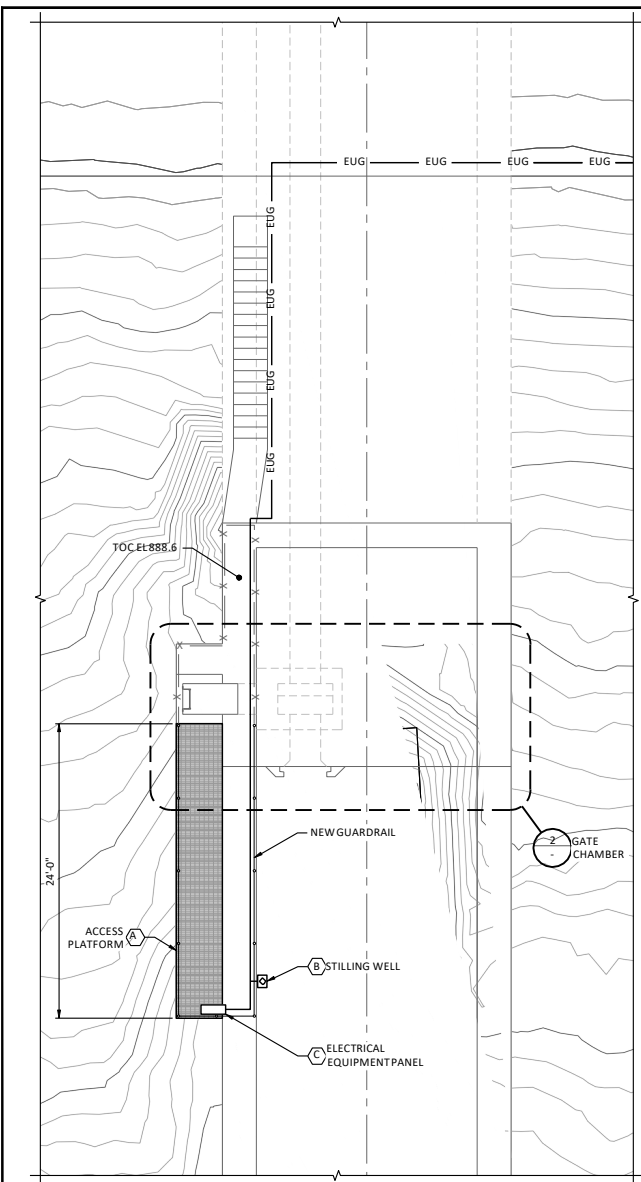 EUG EUG EUG EUG
EUG
EUG
EUG
EUG
TOC EL 888.6
NEW GUARDRAIL
2
-
GATE
CHAMBER
24'-0"
ACCESS
PLATFORM
A
B STILLING WELL
C ELECTRICAL
EQUIPMENT PANEL